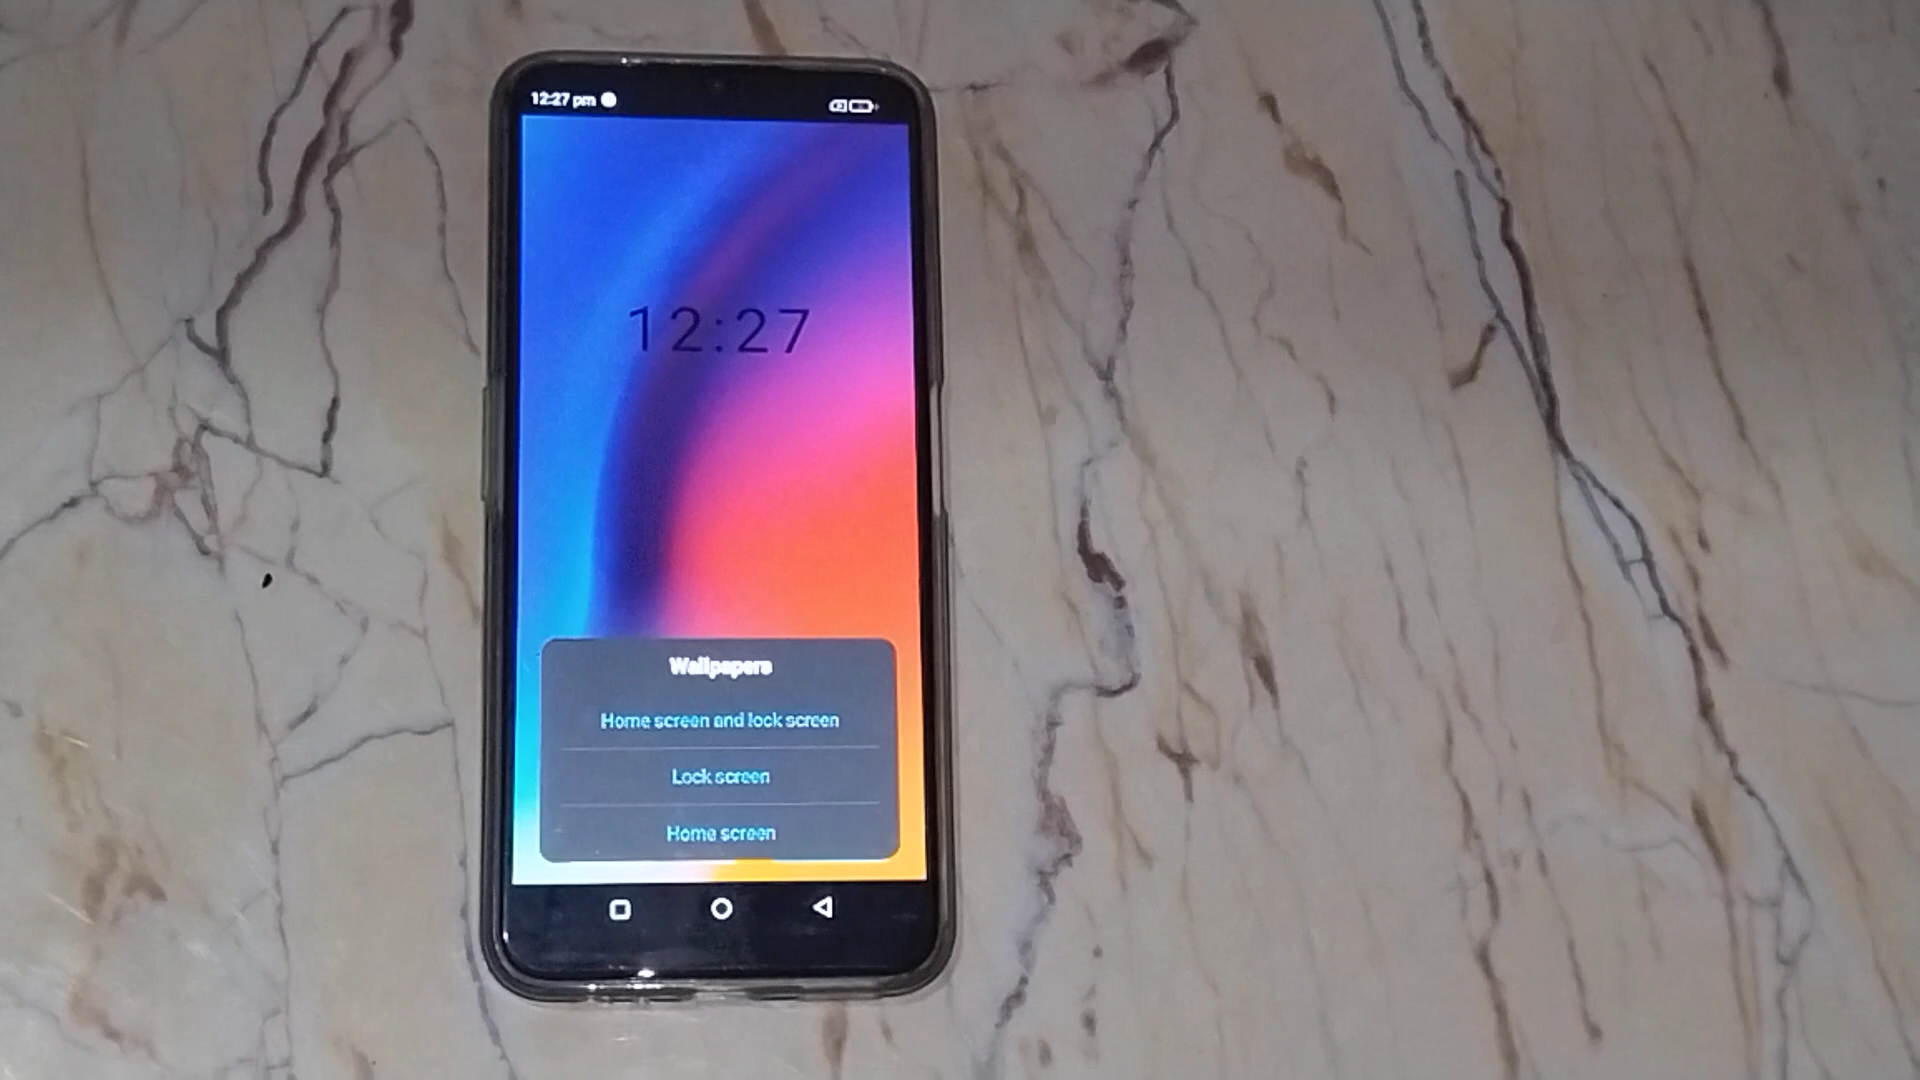 12:27 pm
12:27
Wallpapers
Home screen and lock screen
Lock screen
Home screen